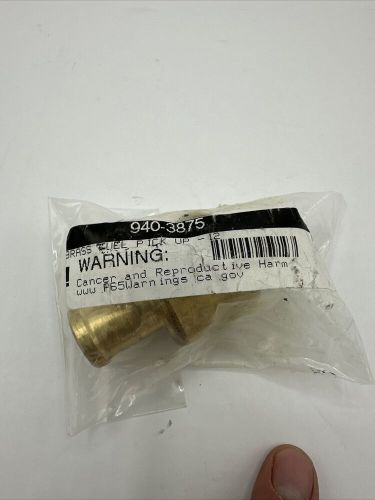 940-3875
BRASS FUEL PICK UP -12
! WARNING:
Cancer and Reproductive Harm
www.P65Warnings.ca.gov